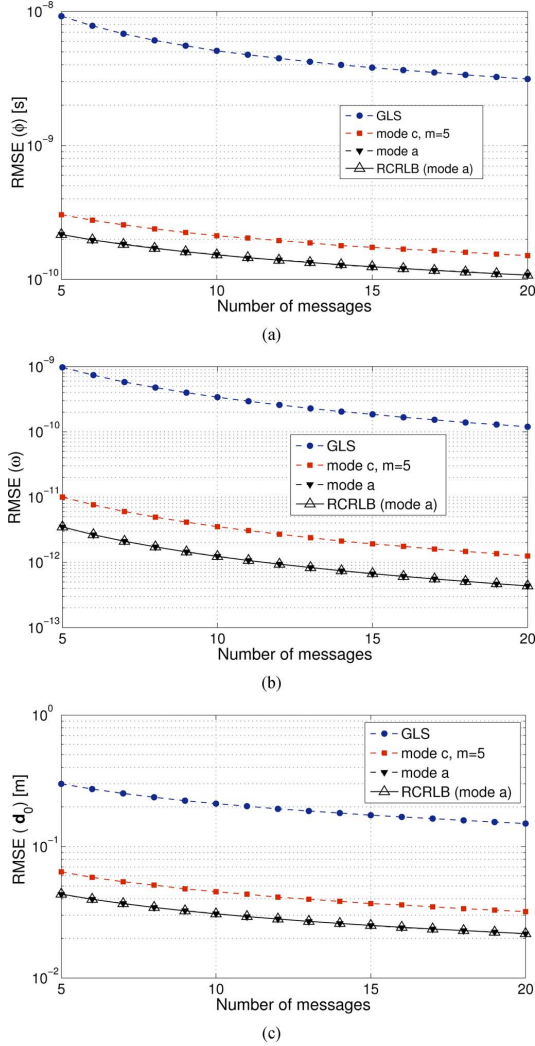 10⁻⁸
RMSE (ϕ) [s]
10⁻⁹
GLS
mode c, m=5
mode a
RCRLB (mode a)
10⁻¹⁰
5 10 15 20
Number of messages
(a)
10⁻⁹
10⁻¹⁰
RMSE (ω)
GLS
mode c, m=5
mode a
RCRLB (mode a)
10⁻¹¹
10⁻¹²
10⁻¹³
5 10 15 20
Number of messages
(b)
10⁰
GLS
mode c, m=5
mode a
RCRLB (mode a)
RMSE ( d₀) [m]
10⁻¹
10⁻²
5 10 15 20
Number of messages
(c)